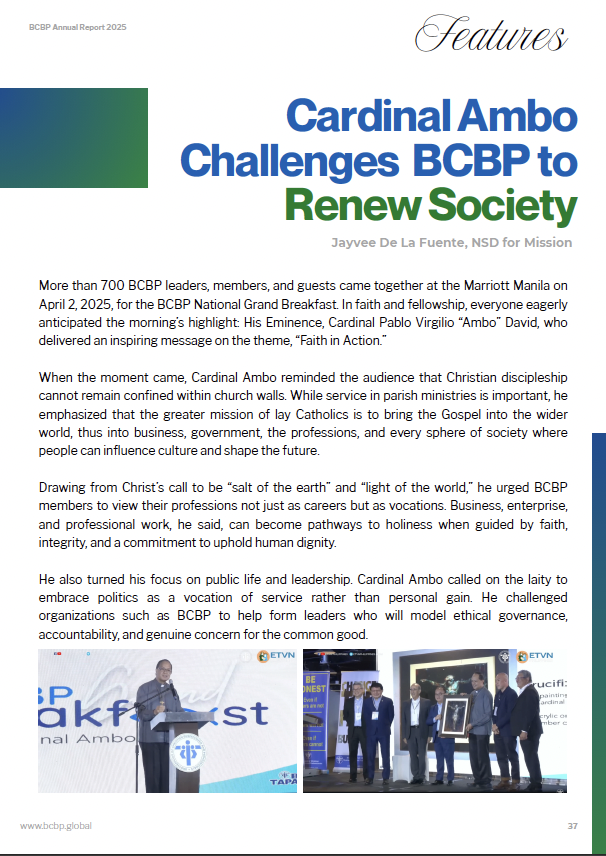 BCBP Annual Report 2025
Features
Cardinal Ambo
Challenges BCBP to
Renew Society
Jayvee De La Fuente, NSD for Mission
More than 700 BCBP leaders, members, and guests came together at the Marriott Manila on
April 2, 2025, for the BCBP National Grand Breakfast. In faith and fellowship, everyone eagerly
anticipated the morning's highlight: His Eminence, Cardinal Pablo Virgilio “Ambo” David, who
delivered an inspiring message on the theme, “Faith in Action.”
When the moment came, Cardinal Ambo reminded the audience that Christian discipleship
cannot remain confined within church walls. While service in parish ministries is important, he
emphasized that the greater mission of lay Catholics is to bring the Gospel into the wider
world, thus into business, government, the professions, and every sphere of society where
people can influence culture and shape the future.
Drawing from Christ's call to be “salt of the earth” and “light of the world,” he urged BCBP
members to view their professions not just as careers but as vocations. Business, enterprise,
and professional work, he said, can become pathways to holiness when guided by faith,
integrity, and a commitment to uphold human dignity.
He also turned his focus on public life and leadership. Cardinal Ambo called on the laity to
embrace politics as a vocation of service rather than personal gain. He challenged
organizations such as BCBP to help form leaders who will model ethical governance,
accountability, and genuine concern for the common good.
ETVN
BP
akf st
nal Ambo
TAPA
ETVN
BE
ONEST
rucifi:
painting
ardinal
crylic o
mber c
www.bcbp.global
37